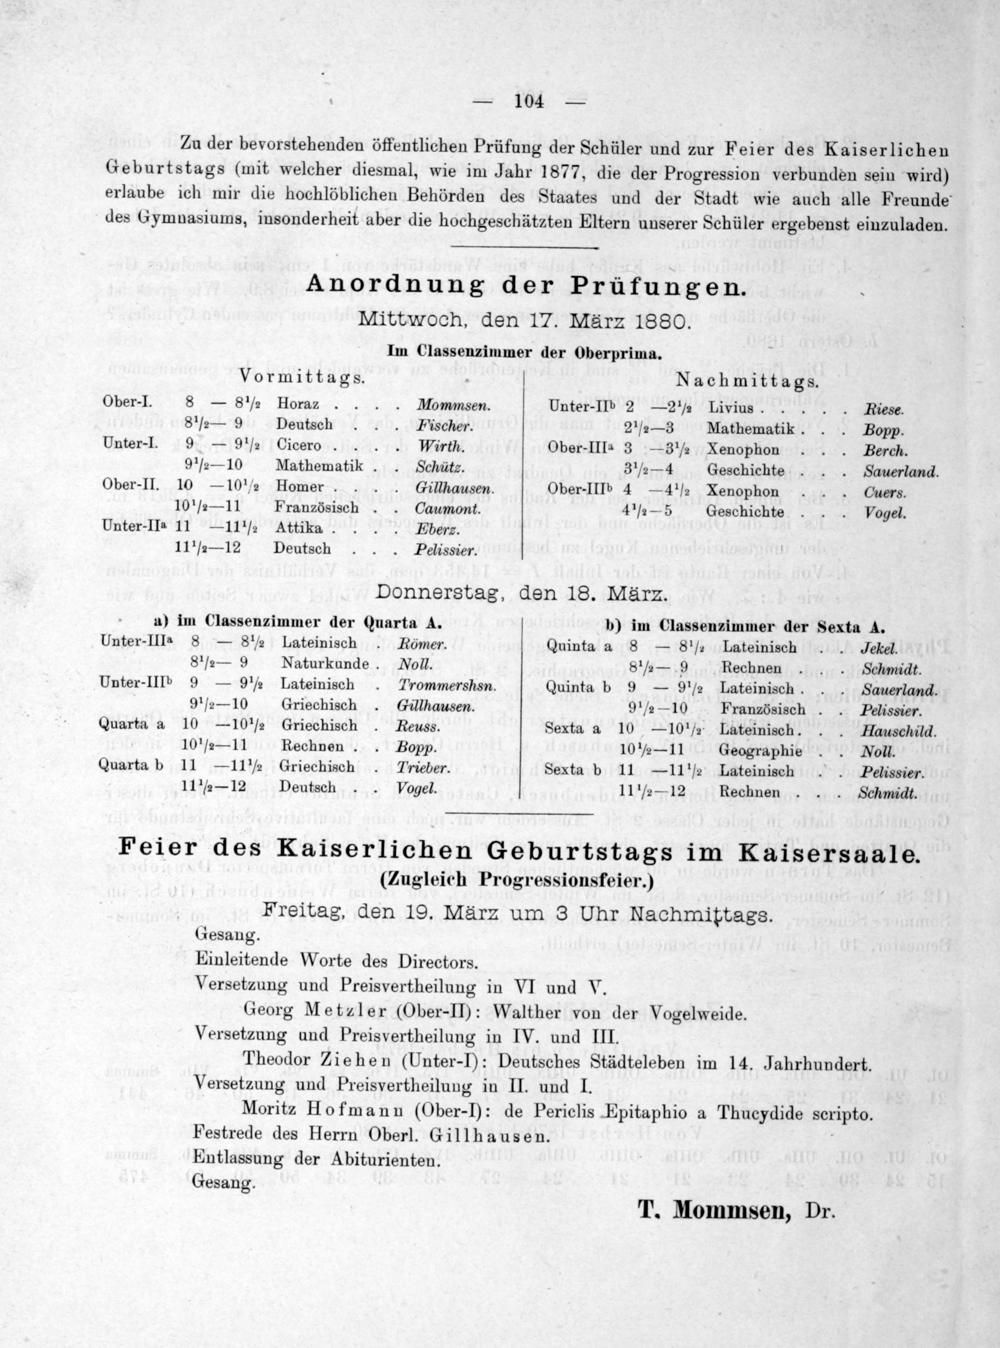 — 104 —
Zu der bevorstehenden öffentlichen Prüfung der Schüler und zur Feier des Kaiserlichen
Geburtstags (mit welcher diesmal, wie im Jahr 1877, die der Progression verbunden sein wird)
erlaube ich mir die hochlöblichen Behörden des Staates und der Stadt wie auch alle Freunde
des Gymnasiums, insonderheit aber die hochgeschätzten Eltern unserer Schüler ergebenst einzuladen.
Anordnung der Prüfungen.
Mittwoch, den 17. März 1880.
Im Classenzimmer der Oberprima.
Vormittags.
Ober-I. 8 — 8½ Horaz . . . . Mommsen.
8½— 9 Deutsch . . . Fischer.
Unter-I. 9 — 9½ Cicero . . . . Wirth.
9½—10 Mathematik . . Schütz.
Ober-II. 10 —10½ Homer . . . . Gillhausen.
10½—11 Französisch . . Caumont.
Unter-IIa 11 —11½ Attika . . . . Eberz.
11½—12 Deutsch . . . Pelissier.
Nachmittags.
Unter-IIb 2 —2½ Livius . . . . . Riese.
2½—3 Mathematik . . . Bopp.
Ober-IIIa 3 —3½ Xenophon . . . Berch.
3½—4 Geschichte . . . Sauerland.
Ober-IIIb 4 —4½ Xenophon . . . Cuers.
4½—5 Geschichte . . . Vogel.
Donnerstag, den 18. März.
a) im Classenzimmer der Quarta A.
Unter-IIIa 8 — 8½ Lateinisch . Römer.
8½— 9 Naturkunde . Noll.
Unter-IIIb 9 — 9½ Lateinisch . Trommershsn.
9½—10 Griechisch . Gillhausen.
Quarta a 10 —10½ Griechisch . Reuss.
10½—11 Rechnen . . Bopp.
Quarta b 11 —11½ Griechisch . Trieber.
11½—12 Deutsch . . Vogel.
b) im Classenzimmer der Sexta A.
Quinta a 8 — 8½ Lateinisch . . Jekel.
8½— 9 Rechnen . . . Schmidt.
Quinta b 9 — 9½ Lateinisch . . . Sauerland.
9½—10 Französisch . . Pelissier.
Sexta a 10 —10½ Lateinisch . . . Hauschild.
10½—11 Geographie . . Noll.
Sexta b 11 —11½ Lateinisch . . Pelissier.
11½—12 Rechnen . . . Schmidt.
Feier des Kaiserlichen Geburtstags im Kaisersaale.
(Zugleich Progressionsfeier.)
Freitag, den 19. März um 3 Uhr Nachmittags.
Gesang.
Einleitende Worte des Directors.
Versetzung und Preisvertheilung in VI und V.
Georg Metzler (Ober-II): Walther von der Vogelweide.
Versetzung und Preisvertheilung in IV. und III.
Theodor Ziehen (Unter-I): Deutsches Städteleben im 14. Jahrhundert.
Versetzung und Preisvertheilung in II. und I.
Moritz Hofmann (Ober-I): de Periclis Epitaphio a Thucydide scripto.
Festrede des Herrn Oberl. Gillhausen.
Entlassung der Abiturienten.
Gesang.
T. Mommsen, Dr.